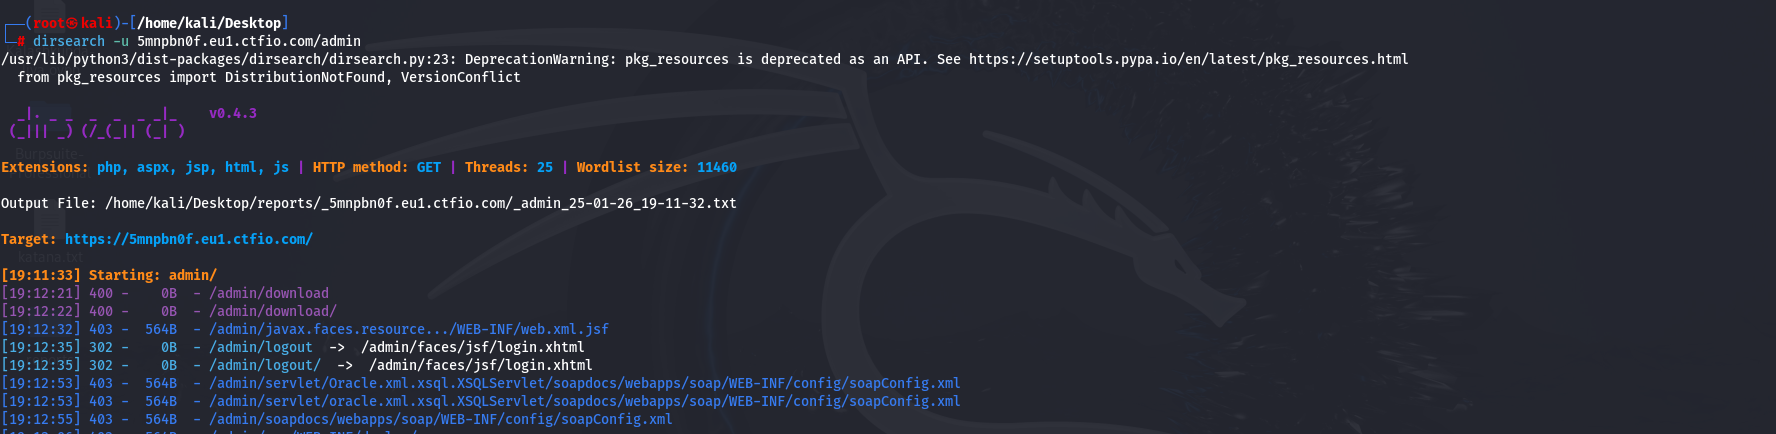 ┌──(root㉿kali)-[/home/kali/Desktop]
└─# dirsearch -u 5mnpbn0f.eu1.ctfio.com/admin
/usr/lib/python3/dist-packages/dirsearch/dirsearch.py:23: DeprecationWarning: pkg_resources is deprecated as an API. See https://setuptools.pypa.io/en/latest/pkg_resources.html
  from pkg_resources import DistributionNotFound, VersionConflict
  _|. _ _  _  _  _ _|_    v0.4.3
 (_||| _) (/_(_|| (_| )
Burpsuite-
Extensions: php, aspx, jsp, html, js | HTTP method: GET | Threads: 25 | Wordlist size: 11460
Output File: /home/kali/Desktop/reports/_5mnpbn0f.eu1.ctfio.com/_admin_25-01-26_19-11-32.txt
Target: https://5mnpbn0f.eu1.ctfio.com/
katana.txt
[19:11:33] Starting: admin/
[19:12:21] 400 -    0B  - /admin/download
[19:12:22] 400 -    0B  - /admin/download/
[19:12:32] 403 -  564B  - /admin/javax.faces.resource.../WEB-INF/web.xml.jsf
[19:12:35] 302 -    0B  - /admin/logout  ->  /admin/faces/jsf/login.xhtml
[19:12:35] 302 -    0B  - /admin/logout/  ->  /admin/faces/jsf/login.xhtml
[19:12:53] 403 -  564B  - /admin/servlet/Oracle.xml.xsql.XSQLServlet/soapdocs/webapps/soap/WEB-INF/config/soapConfig.xml
[19:12:53] 403 -  564B  - /admin/servlet/oracle.xml.xsql.XSQLServlet/soapdocs/webapps/soap/WEB-INF/config/soapConfig.xml
[19:12:55] 403 -  564B  - /admin/soapdocs/webapps/soap/WEB-INF/config/soapConfig.xml